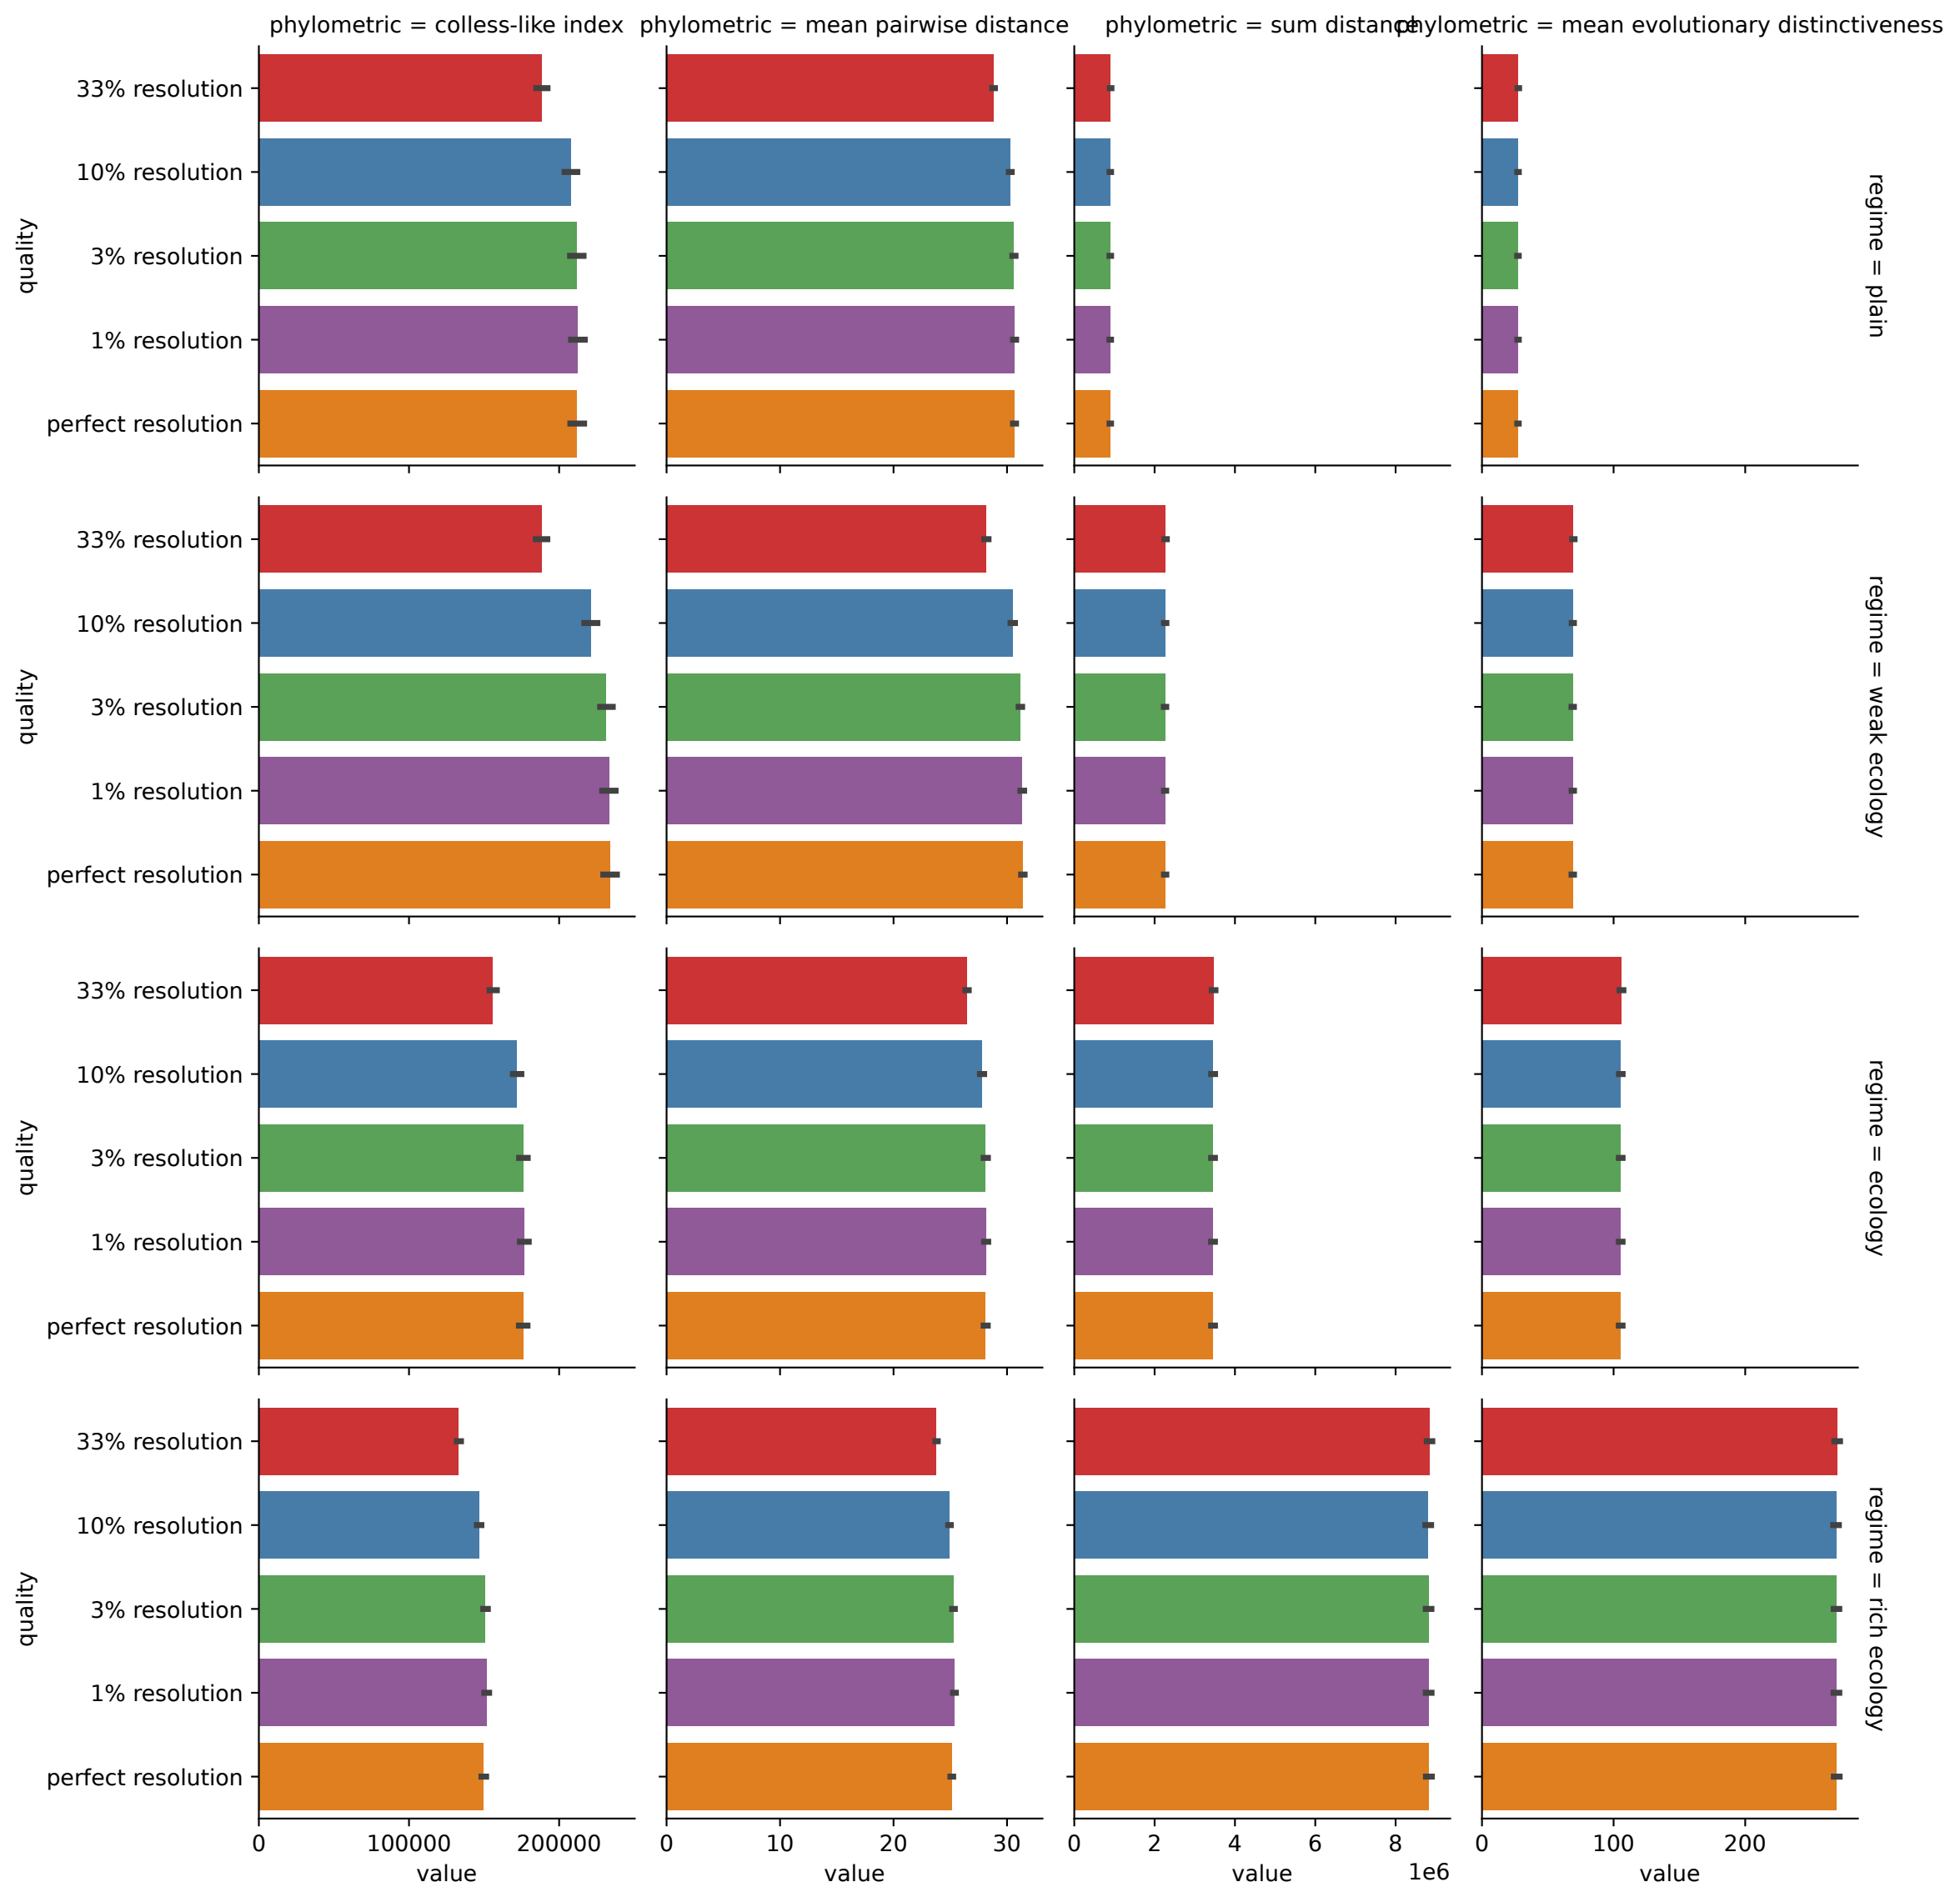 phylometric = colless-like index
phylometric = mean pairwise distance
phylometric = sum distance
phylometric = mean evolutionary distinctiveness
quality
33% resolution
10% resolution
3% resolution
1% resolution
perfect resolution
regime = plain
quality
33% resolution
10% resolution
3% resolution
1% resolution
perfect resolution
regime = weak ecology
quality
33% resolution
10% resolution
3% resolution
1% resolution
perfect resolution
regime = ecology
quality
33% resolution
10% resolution
3% resolution
1% resolution
perfect resolution
regime = rich ecology
0 100000 200000
value
0 10 20 30
value
0 2 4 6 8
1e6
value
0 100 200
value